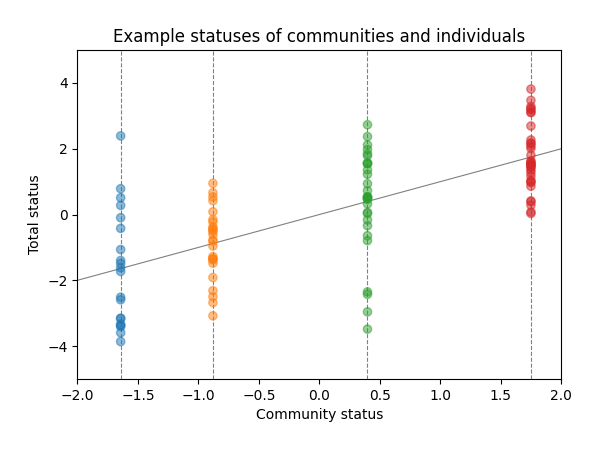 Example statuses of communities and individuals
Total status
4
2
0
−2
−4
−2.0 −1.5 −1.0 −0.5 0.0 0.5 1.0 1.5 2.0
Community status